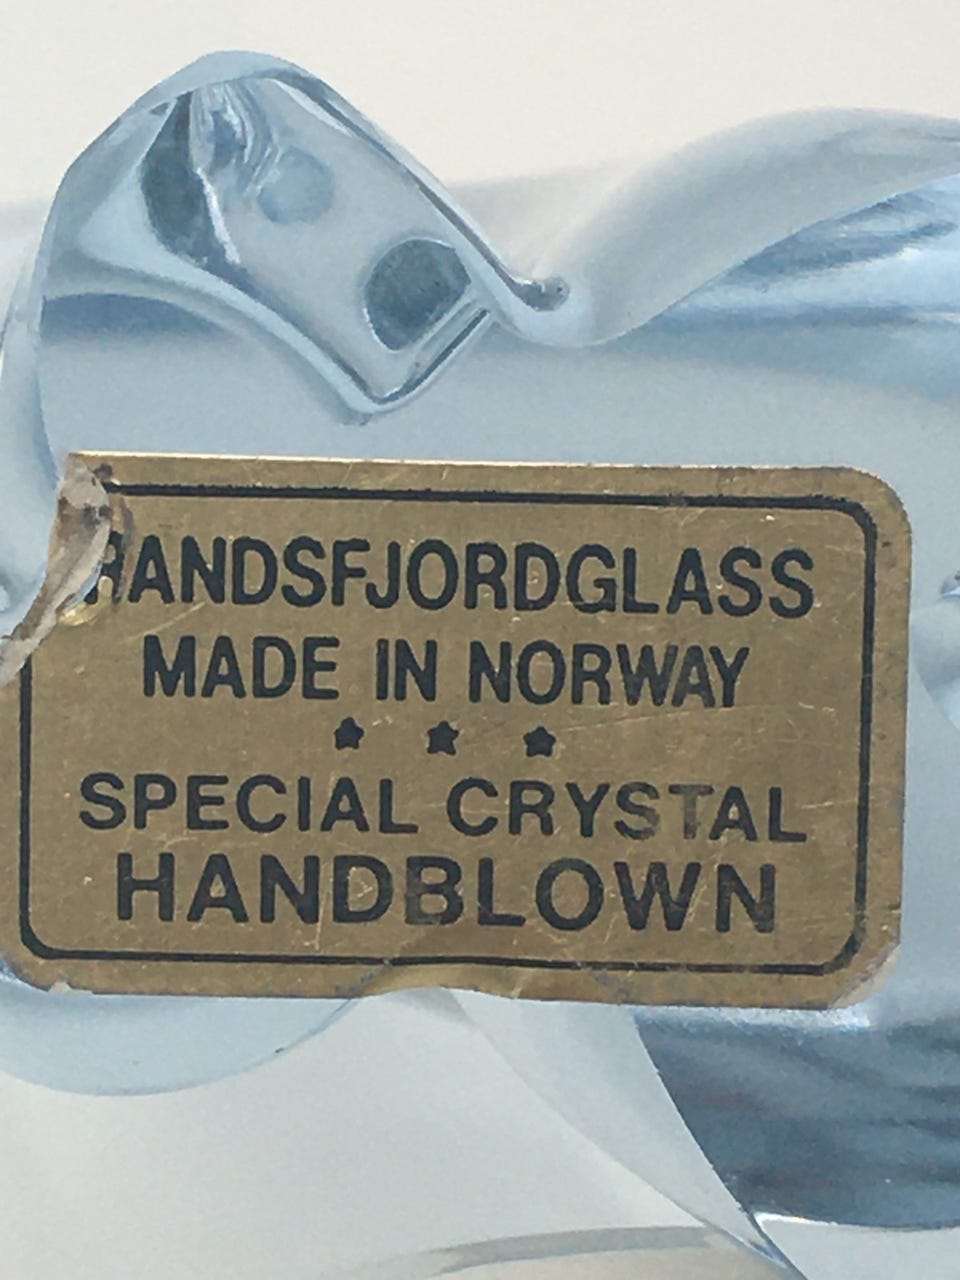 RANDSFJORDGLASS
MADE IN NORWAY
★ ★ ★
SPECIAL CRYSTAL
HANDBLOWN